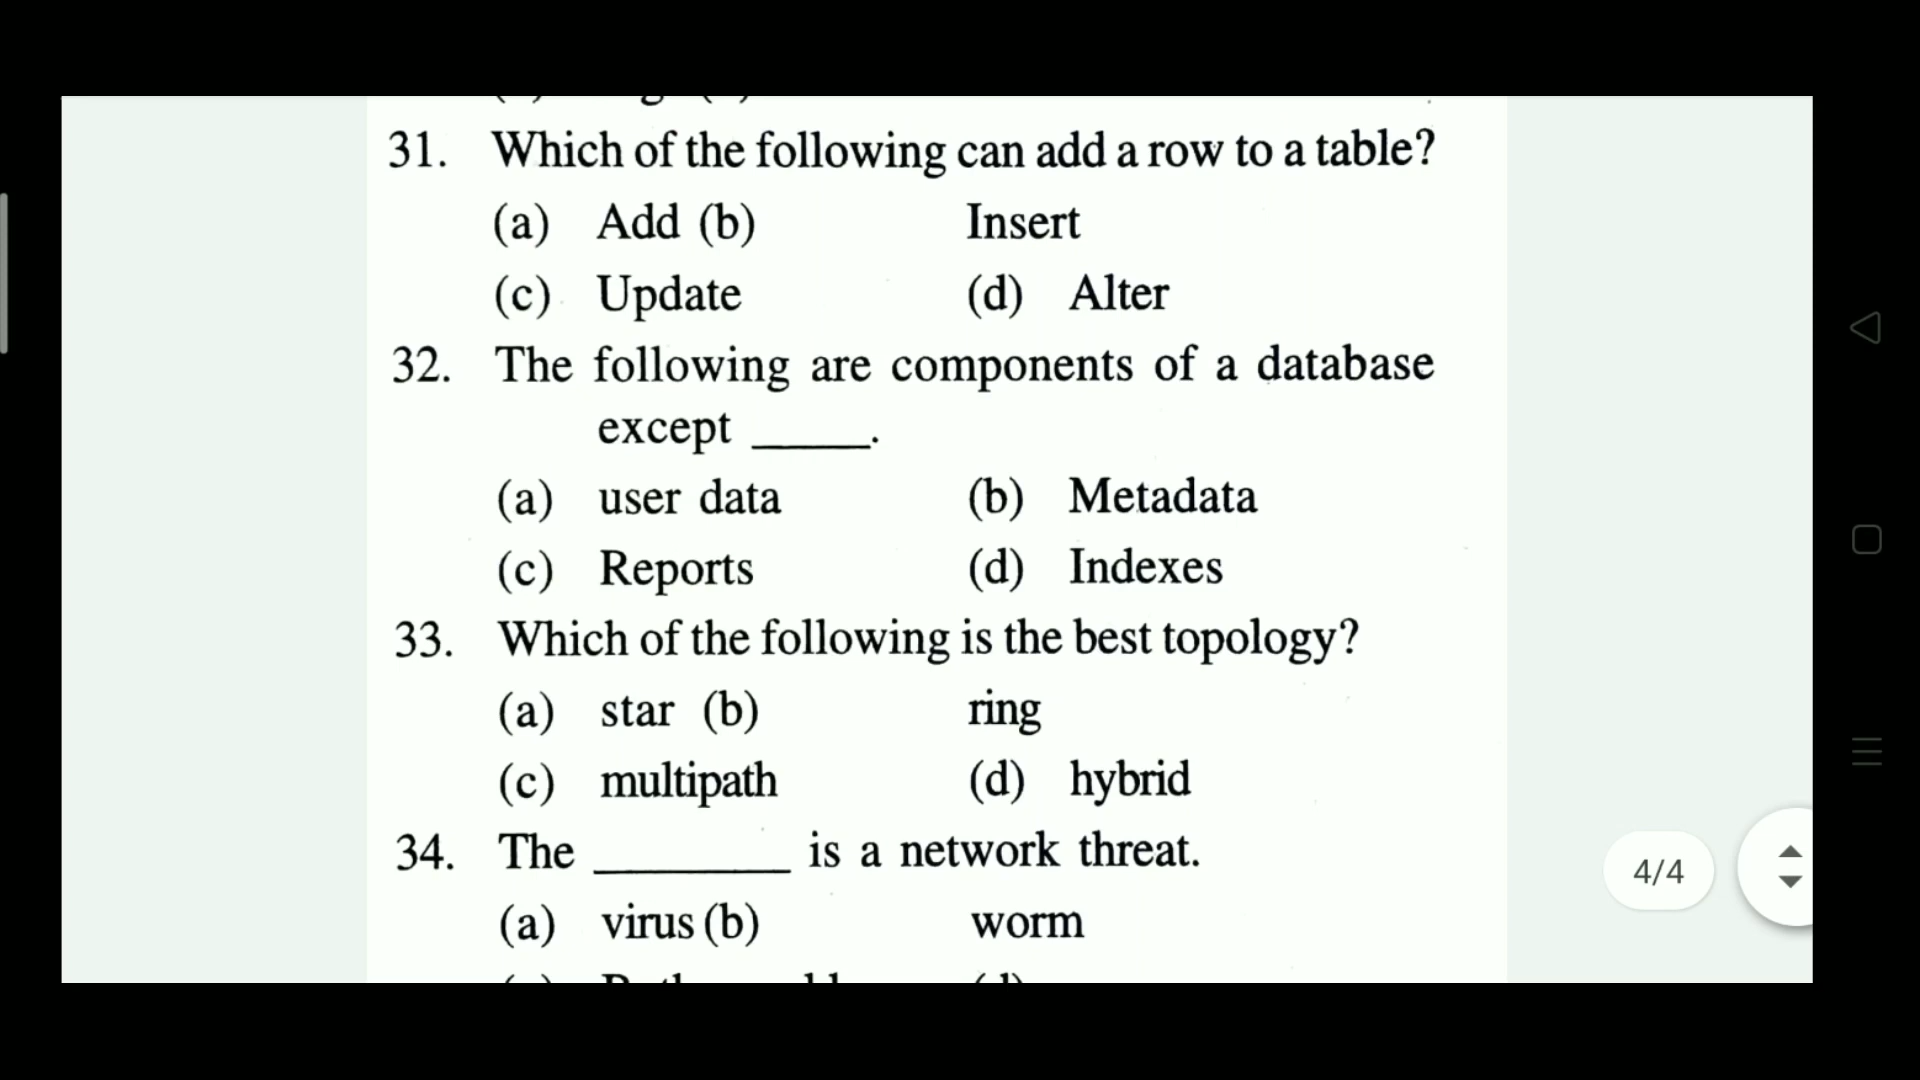 31. Which of the following can add a row to a table?
(a) Add (b) Insert
(c) Update (d) Alter
32. The following are components of a database
except _____.
(a) user data (b) Metadata
(c) Reports (d) Indexes
33. Which of the following is the best topology?
(a) star (b) ring
(c) multipath (d) hybrid
34. The ________ is a network threat.
(a) virus (b) worm
4/4